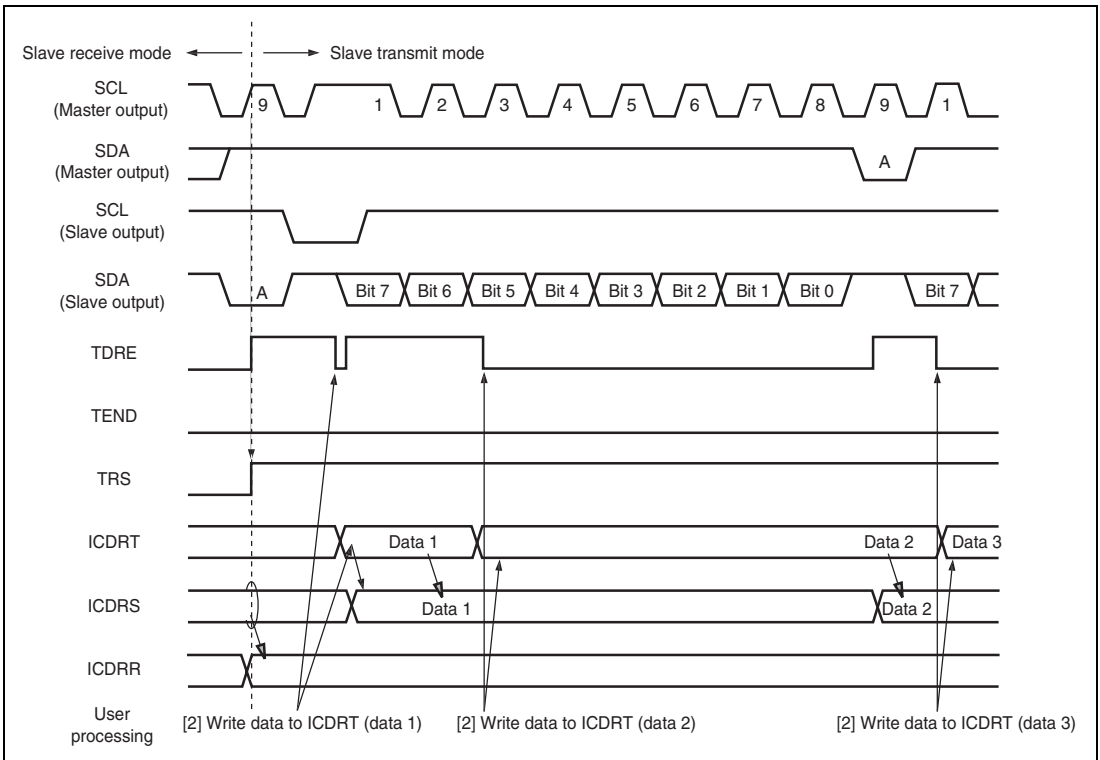 Slave receive mode
Slave transmit mode
SCL
(Master output)
9 1 2 3 4 5 6 7 8 9 1
SDA
(Master output)
A
SCL
(Slave output)
SDA
(Slave output)
A Bit 7 Bit 6 Bit 5 Bit 4 Bit 3 Bit 2 Bit 1 Bit 0 Bit 7
TDRE
TEND
TRS
ICDRT
Data 1 Data 2 Data 3
ICDRS
Data 1 Data 2
ICDRR
User
processing
[2] Write data to ICDRT (data 1) [2] Write data to ICDRT (data 2) [2] Write data to ICDRT (data 3)